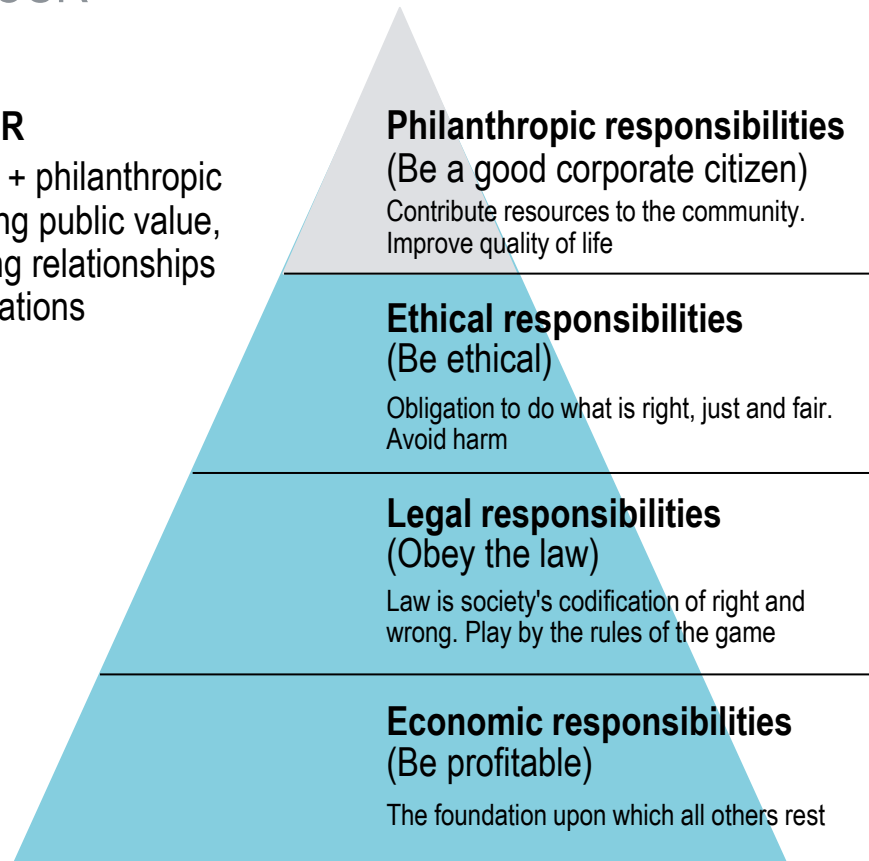 R
+ philanthropic
ng public value,
ng relationships
ations
Philanthropic responsibilities
(Be a good corporate citizen)
Contribute resources to the community.
Improve quality of life
Ethical responsibilities
(Be ethical)
Obligation to do what is right, just and fair.
Avoid harm
Legal responsibilities
(Obey the law)
Law is society's codification of right and
wrong. Play by the rules of the game
Economic responsibilities
(Be profitable)
The foundation upon which all others rest